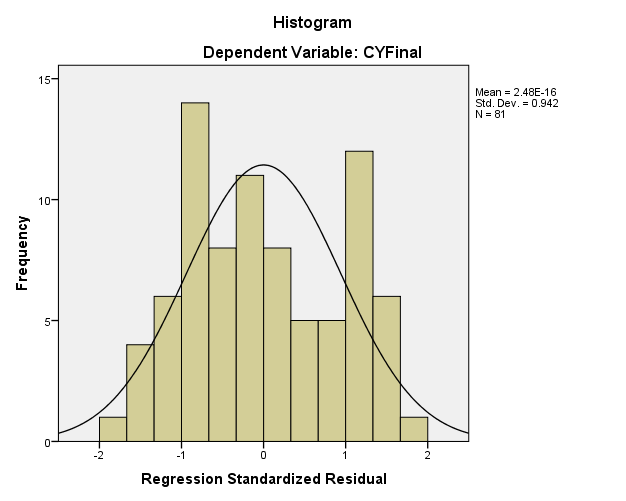 Histogram
Dependent Variable: CYFinal
Mean = 2.48E-16
Std. Dev. = 0.942
N = 81
Frequency
15
10
5
0
-2
-1
0
1
2
Regression Standardized Residual